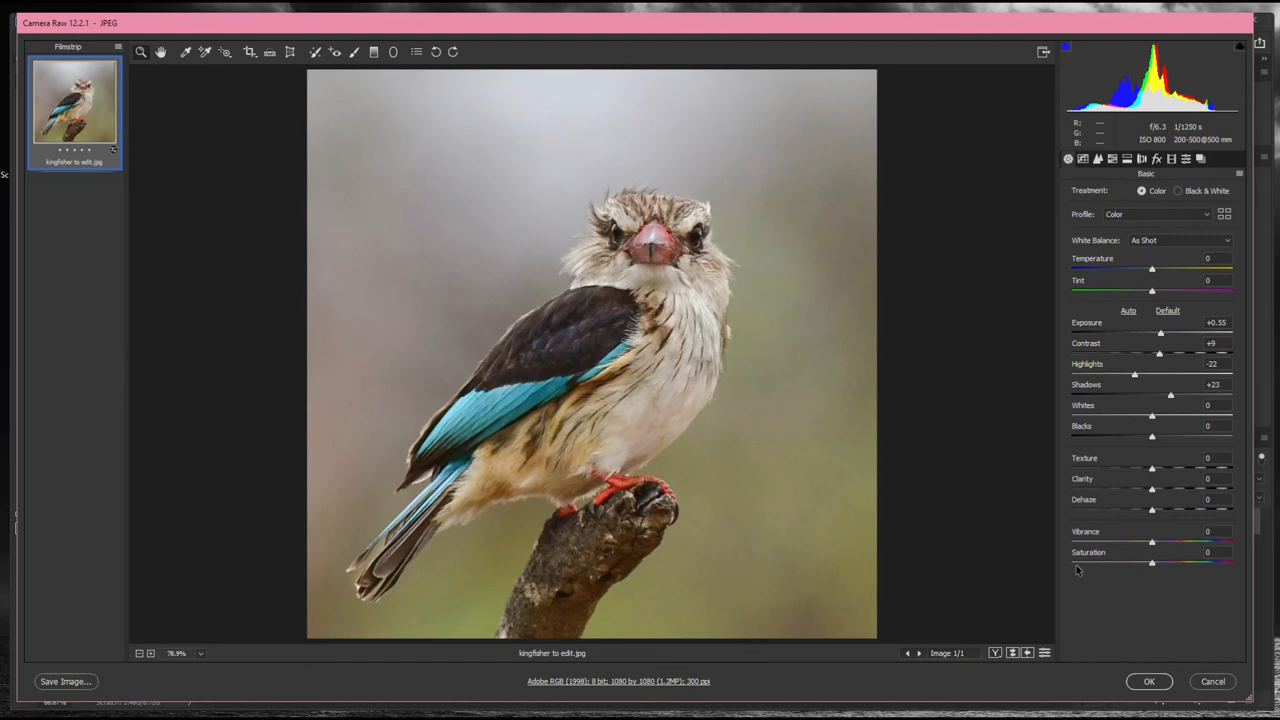 Camera Raw 12.2.1 - JPEG
Filmstrip
kingfisher to edit.jpg
R: ---
G: ---
B: ---
f/6.3 1/1250 s
ISO 800 200-500@500 mm
Basic
Treatment: Color Black & White
Profile: Color
White Balance: As Shot
Temperature 0
Tint 0
Auto Default
Exposure +0.55
Contrast +9
Highlights -22
Shadows +23
Whites 0
Blacks 0
Texture 0
Clarity 0
Dehaze 0
Vibrance 0
Saturation 0
78.9% kingfisher to edit.jpg Image 1/1 Y
Save Image... Adobe RGB (1998); 8 bit; 1080 by 1080 (1.2MP); 300 ppi OK Cancel